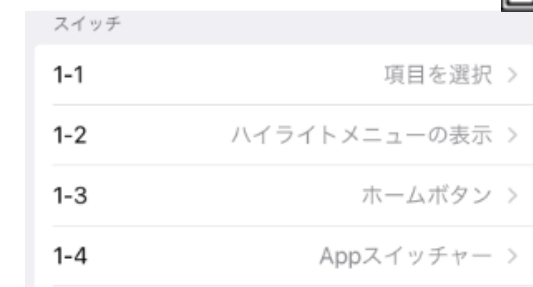 スイッチ
1-1 項目を選択 >
1-2 ハイライトメニューの表示 >
1-3 ホームボタン >
1-4 Appスイッチャー >